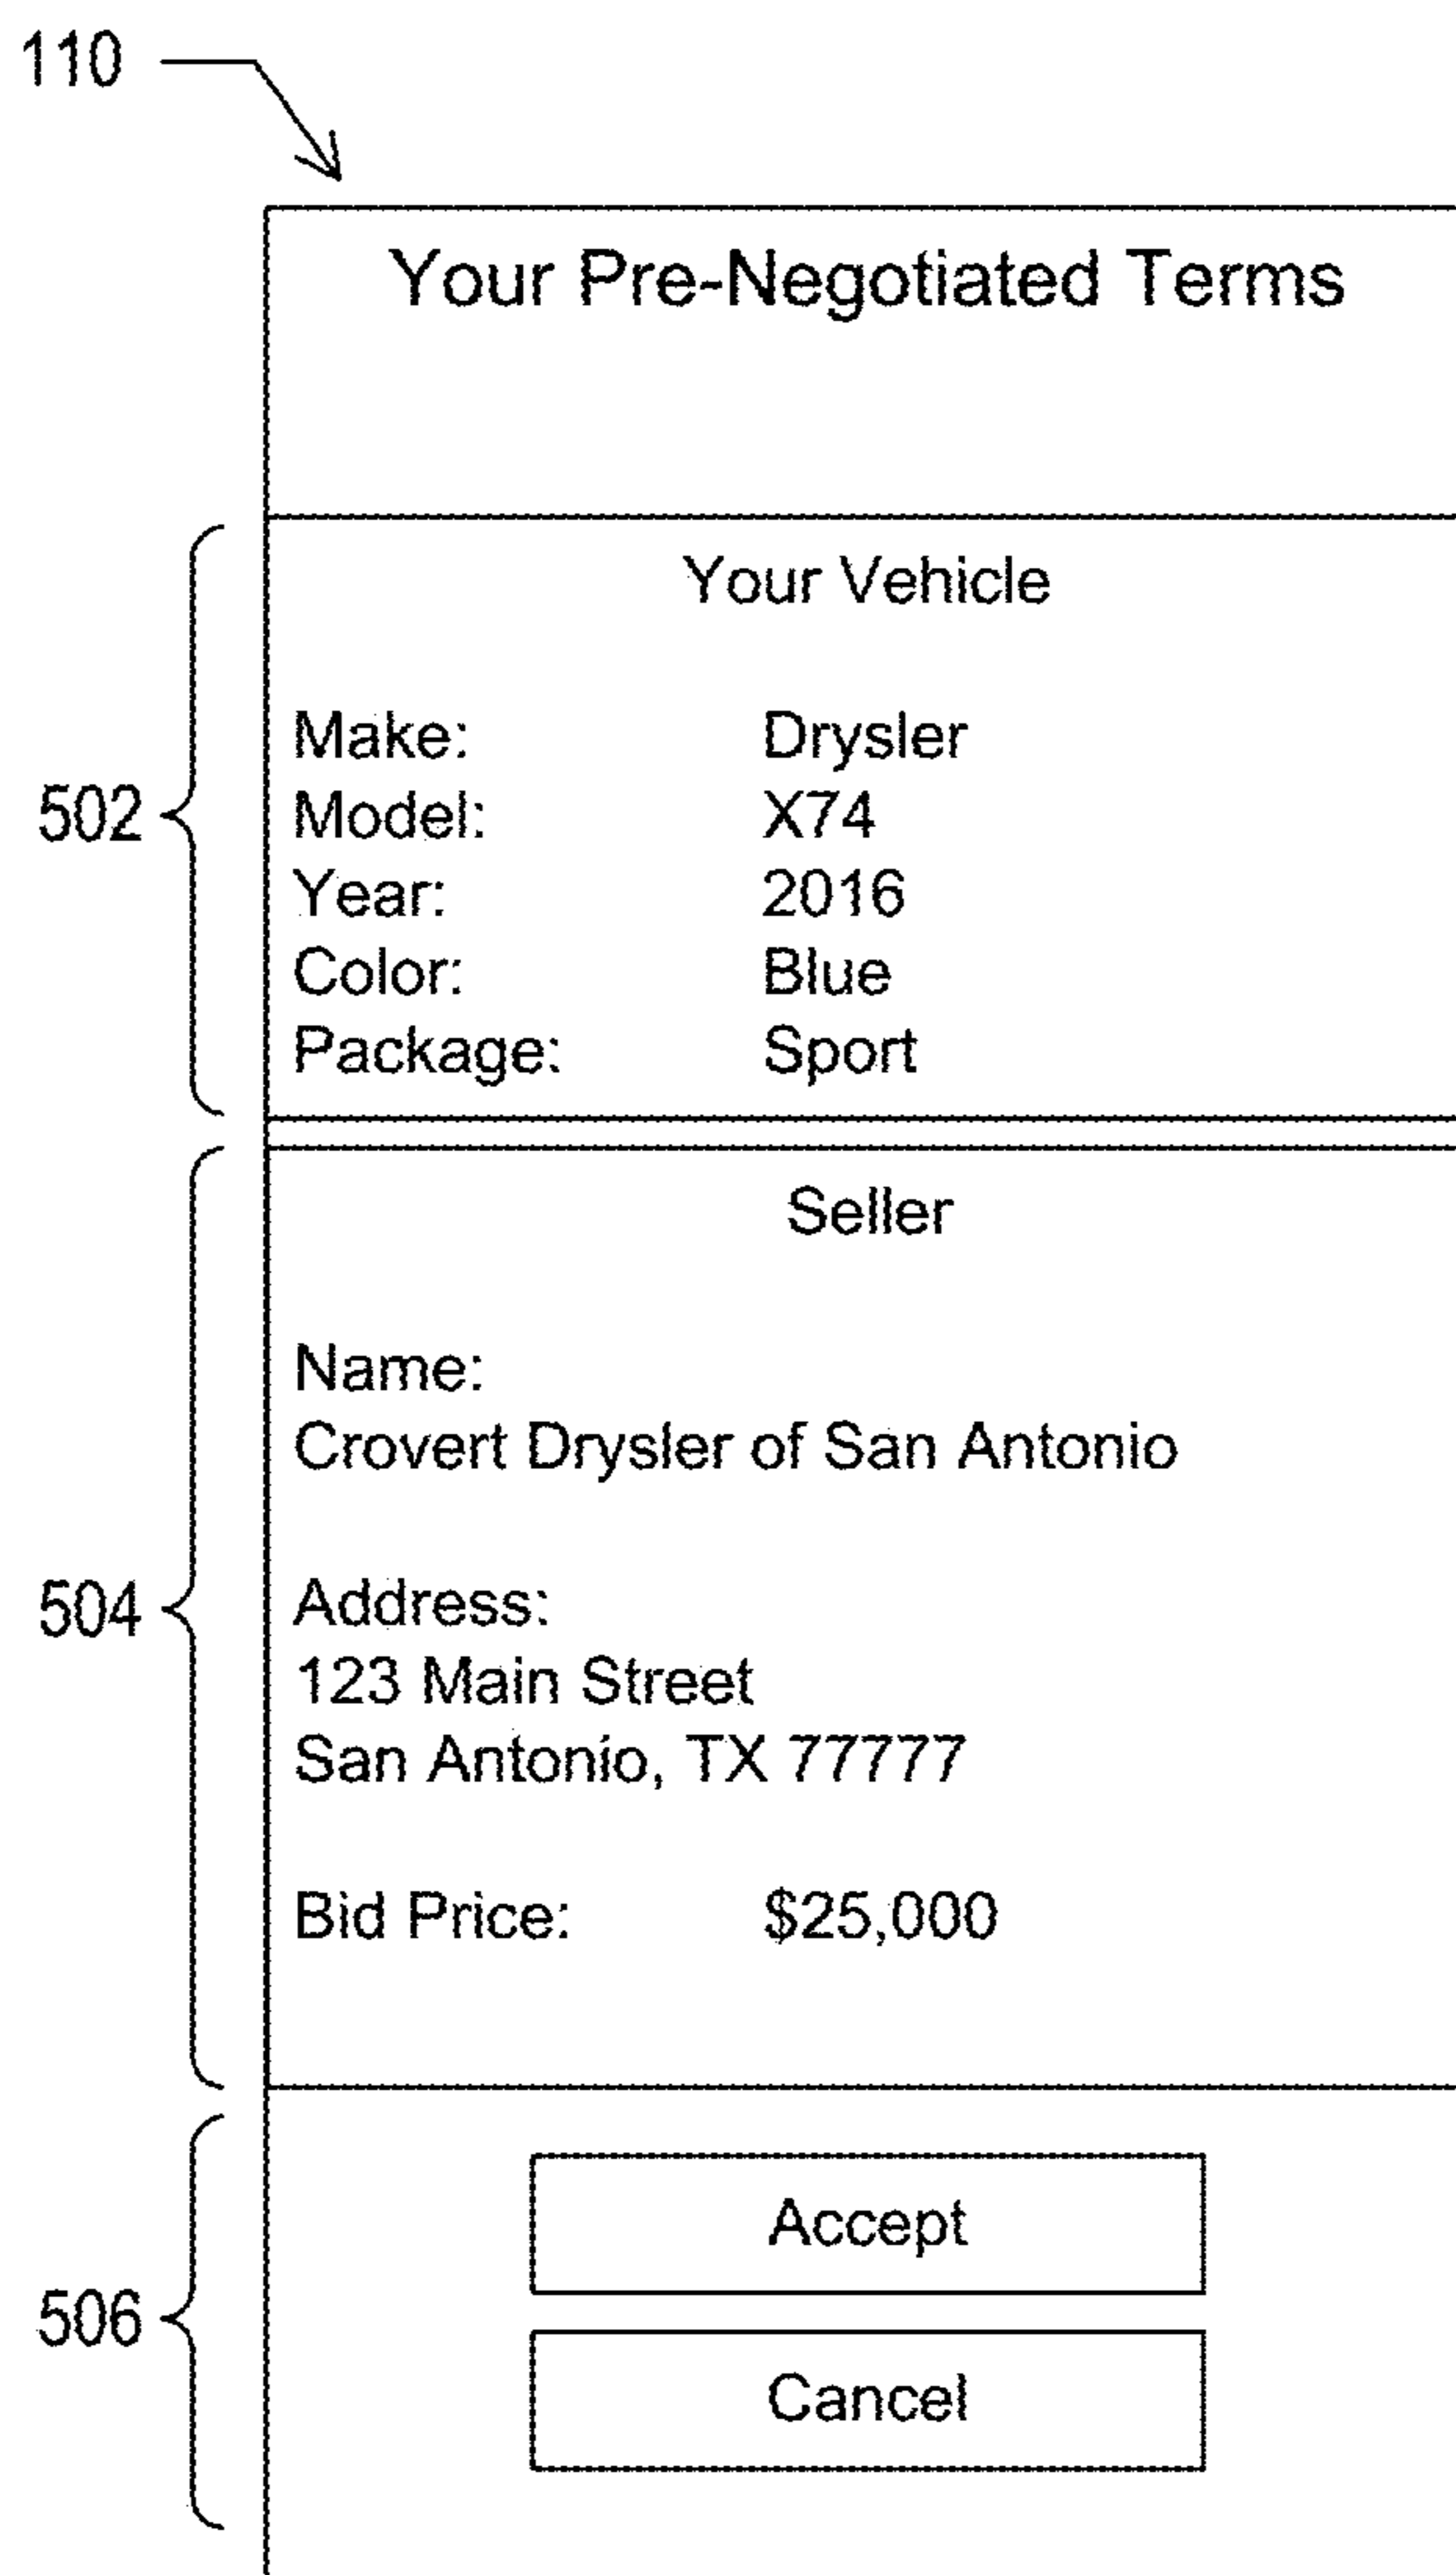 110
Your Pre-Negotiated Terms
Your Vehicle
Make: Drysler
502 Model: X74
Year: 2016
Color: Blue
Package: Sport
Seller
Name:
Crovert Drysler of San Antonio
504 Address:
123 Main Street
San Antonio, TX 77777
Bid Price: $25,000
Accept
506
Cancel